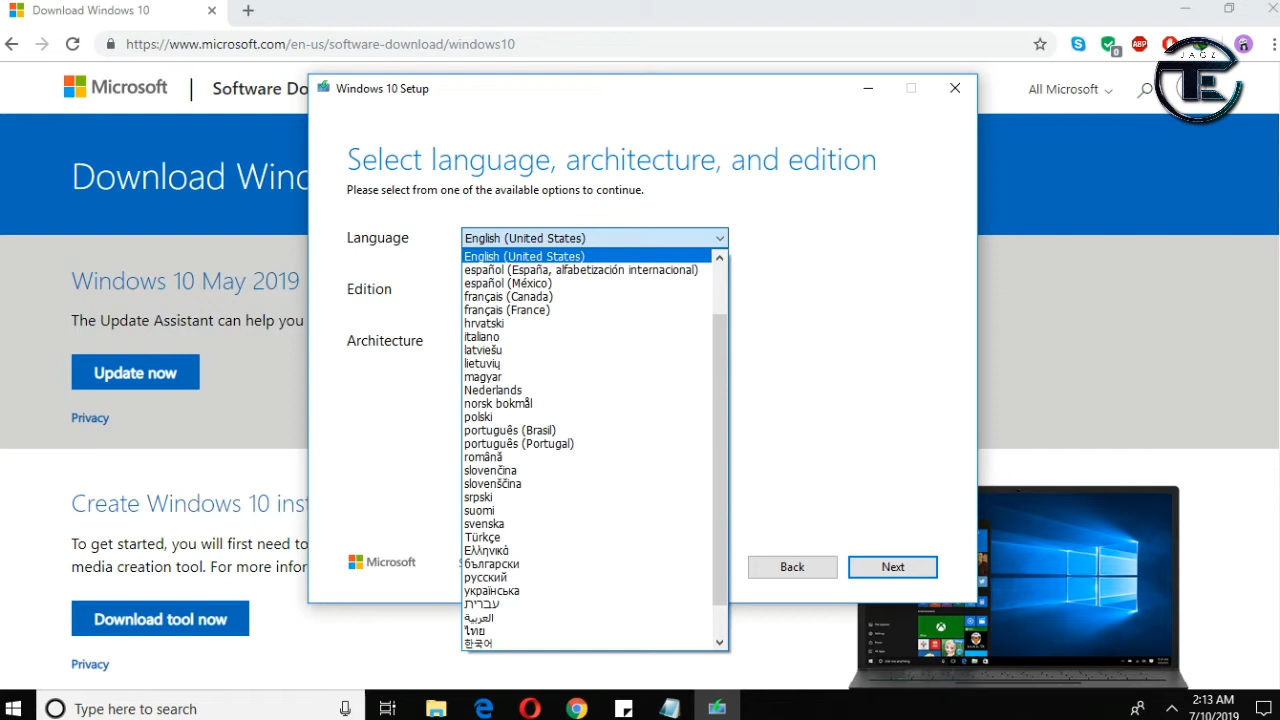 Download Windows 10
https://www.microsoft.com/en-us/software-download/windows10
0
ABP
JAGZ
TE
Microsoft
Software Do
All Microsoft
Windows 10 Setup
Download Wind
Select language, architecture, and edition
Please select from one of the available options to continue.
Language
English (United States)
English (United States)
español (España, alfabetización internacional)
español (México)
français (Canada)
français (France)
hrvatski
italiano
latviešu
lietuvių
magyar
Nederlands
norsk bokmål
polski
português (Brasil)
português (Portugal)
română
slovenčina
slovenščina
srpski
suomi
svenska
Türkçe
Ελληνικά
български
русский
українська
עברית
العربية
ไทย
한국어
Edition
Architecture
Microsoft
Back
Next
Windows 10 May 2019
The Update Assistant can help you
Update now
Privacy
Create Windows 10 inst
To get started, you will first need to
media creation tool. For more infor
Download tool now
Privacy
Type here to search
2:13 AM
7/10/2019